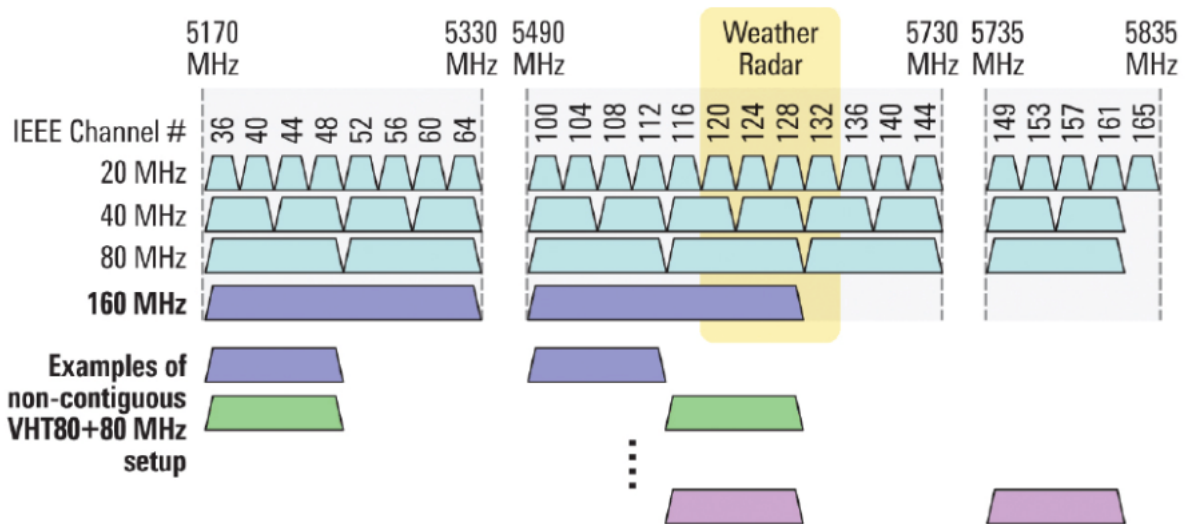 5170 MHz
5330 MHz
5490 MHz
Weather Radar
5730 MHz
5735 MHz
5835 MHz
IEEE Channel # 36 40 44 48 52 56 60 64 100 104 108 112 116 120 124 128 132 136 140 144 149 153 157 161 165
20 MHz
40 MHz
80 MHz
160 MHz
Examples of
non-contiguous
VHT80+80 MHz
setup